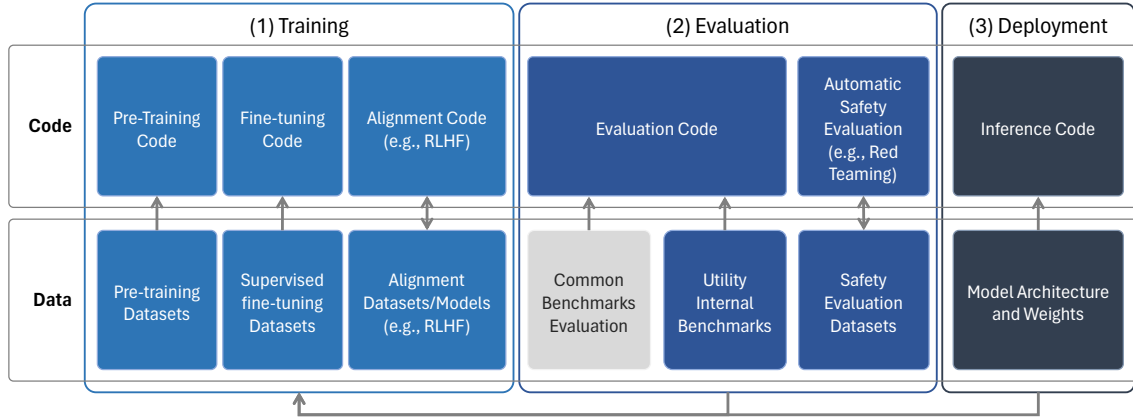 (1) Training
(2) Evaluation
(3) Deployment
Code
Pre-Training
Code
Fine-tuning
Code
Alignment Code
(e.g., RLHF)
Evaluation Code
Automatic
Safety
Evaluation
(e.g., Red
Teaming)
Inference Code
Data
Pre-training
Datasets
Supervised
fine-tuning
Datasets
Alignment
Datasets/Models
(e.g., RLHF)
Common
Benchmarks
Evaluation
Utility
Internal
Benchmarks
Safety
Evaluation
Datasets
Model Architecture
and Weights